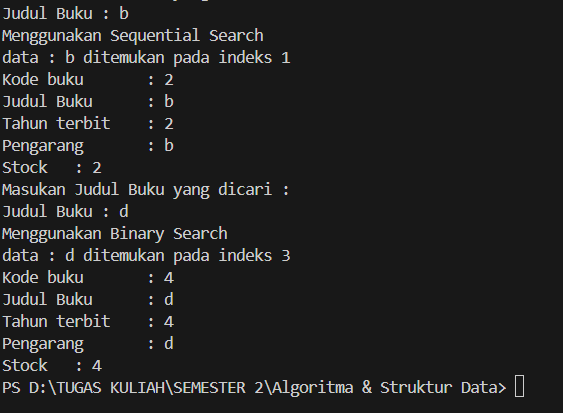 Judul Buku : b
Menggunakan Sequential Search
data : b ditemukan pada indeks 1
Kode buku      : 2
Judul Buku     : b
Tahun terbit   : 2
Pengarang      : b
Stock   : 2
Masukan Judul Buku yang dicari :
Judul Buku : d
Menggunakan Binary Search
data : d ditemukan pada indeks 3
Kode buku      : 4
Judul Buku     : d
Tahun terbit   : 4
Pengarang      : d
Stock   : 4
PS D:\TUGAS KULIAH\SEMESTER 2\Algoritma & Struktur Data>